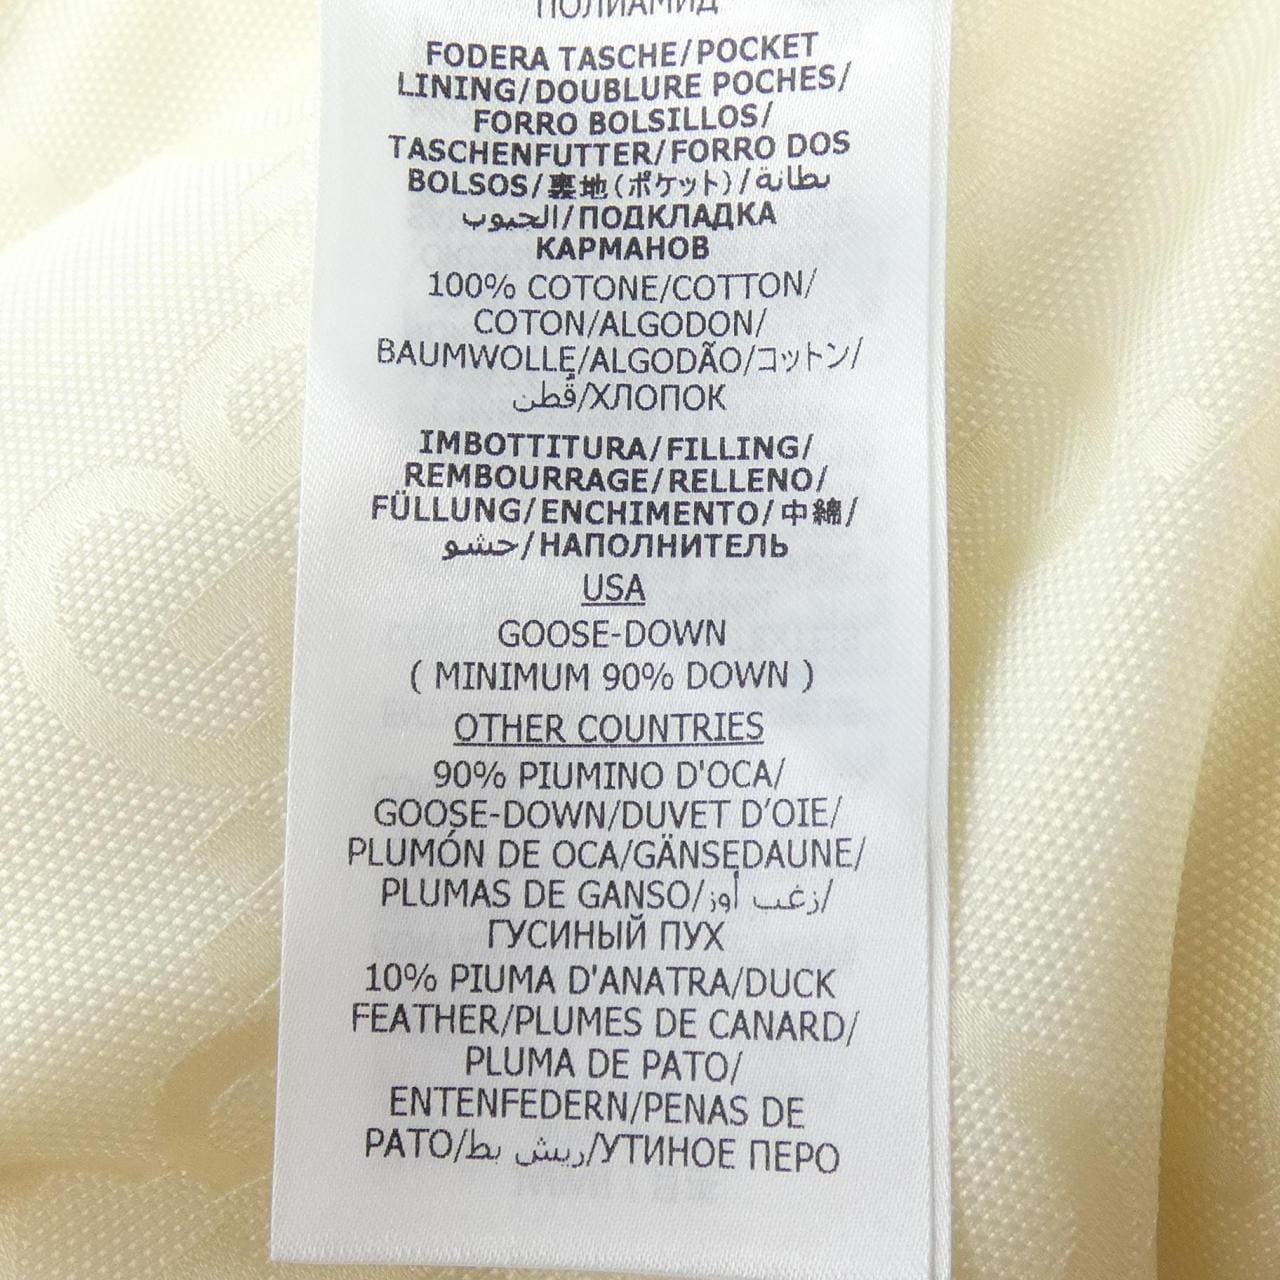 ПОЛИАМИД
FODERA TASCHE/POCKET
LINING/DOUBLURE POCHES/
FORRO BOLSILLOS/
TASCHENFUTTER/FORRO DOS
BOLSOS/裏地(ポケット)/بطانة
الجيوب/ПОДКЛАДКА
КАРМАНОВ
100% COTONE/COTTON/
COTON/ALGODON/
BAUMWOLLE/ALGODÃO/コットン/
قُطن/ХЛОПОК
IMBOTTITURA/FILLING/
REMBOURRAGE/RELLENO/
FÜLLUNG/ENCHIMENTO/中綿/
حشو/НАПОЛНИТЕЛЬ
USA
GOOSE-DOWN
( MINIMUM 90% DOWN )
OTHER COUNTRIES
90% PIUMINO D'OCA/
GOOSE-DOWN/DUVET D'OIE/
PLUMÓN DE OCA/GÄNSEDAUNE/
PLUMAS DE GANSO/زغب أوز/
ГУСИНЫЙ ПУХ
10% PIUMA D'ANATRA/DUCK
FEATHER/PLUMES DE CANARD/
PLUMA DE PATO/
ENTENFEDERN/PENAS DE
PATO/ريش بط/УТИНОЕ ПЕРО